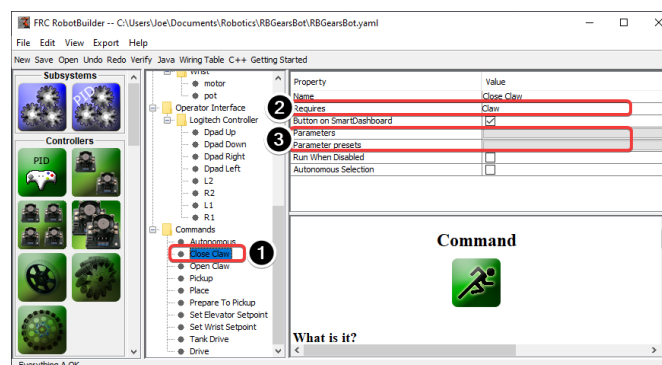 FRC RobotBuilder -- C:\Users\Joe\Documents\Robotics\RBGearsBot\RBGearsBot.yaml
File Edit View Export Help
New Save Open Undo Redo Verify Java Wiring Table C++ Getting Started
Subsystems
PID
Controllers
PID
Wrist
motor
pot
Operator Interface
Logitech Controller
Dpad Up
Dpad Down
Dpad Right
Dpad Left
L2
R2
L1
R1
Commands
Autonomous
Close Claw
1
Open Claw
Pickup
Place
Prepare To Pickup
Set Elevator Setpoint
Set Wrist Setpoint
Tank Drive
Drive
Property Value
Name Close Claw
2 Requires Claw
Button on SmartDashboard
3 Parameters
Parameter presets
Run When Disabled
Autonomous Selection
Command
What is it?
Everything A OK